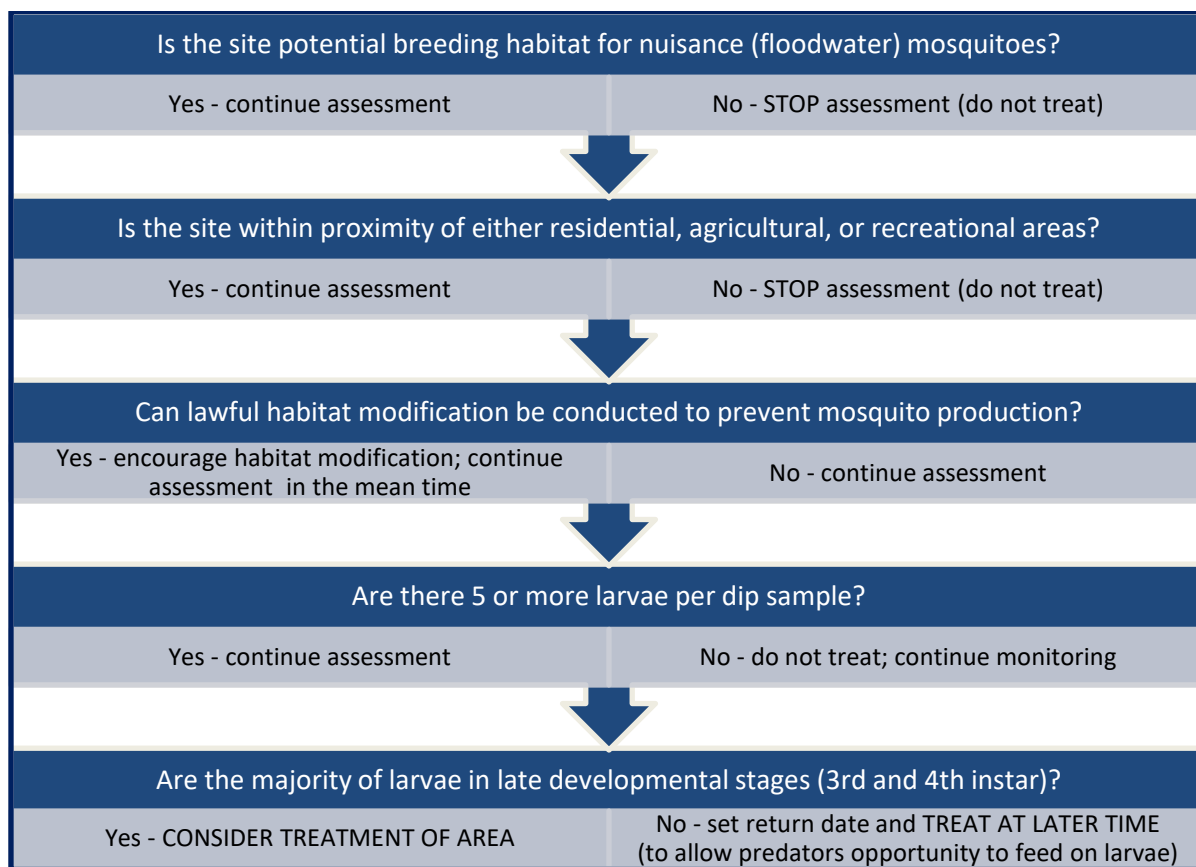 Is the site potential breeding habitat for nuisance (floodwater) mosquitoes?
Yes - continue assessment
No - STOP assessment (do not treat)
Is the site within proximity of either residential, agricultural, or recreational areas?
Yes - continue assessment
No - STOP assessment (do not treat)
Can lawful habitat modification be conducted to prevent mosquito production?
Yes - encourage habitat modification; continue
assessment in the mean time
No - continue assessment
Are there 5 or more larvae per dip sample?
Yes - continue assessment
No - do not treat; continue monitoring
Are the majority of larvae in late developmental stages (3rd and 4th instar)?
Yes - CONSIDER TREATMENT OF AREA
No - set return date and TREAT AT LATER TIME
(to allow predators opportunity to feed on larvae)